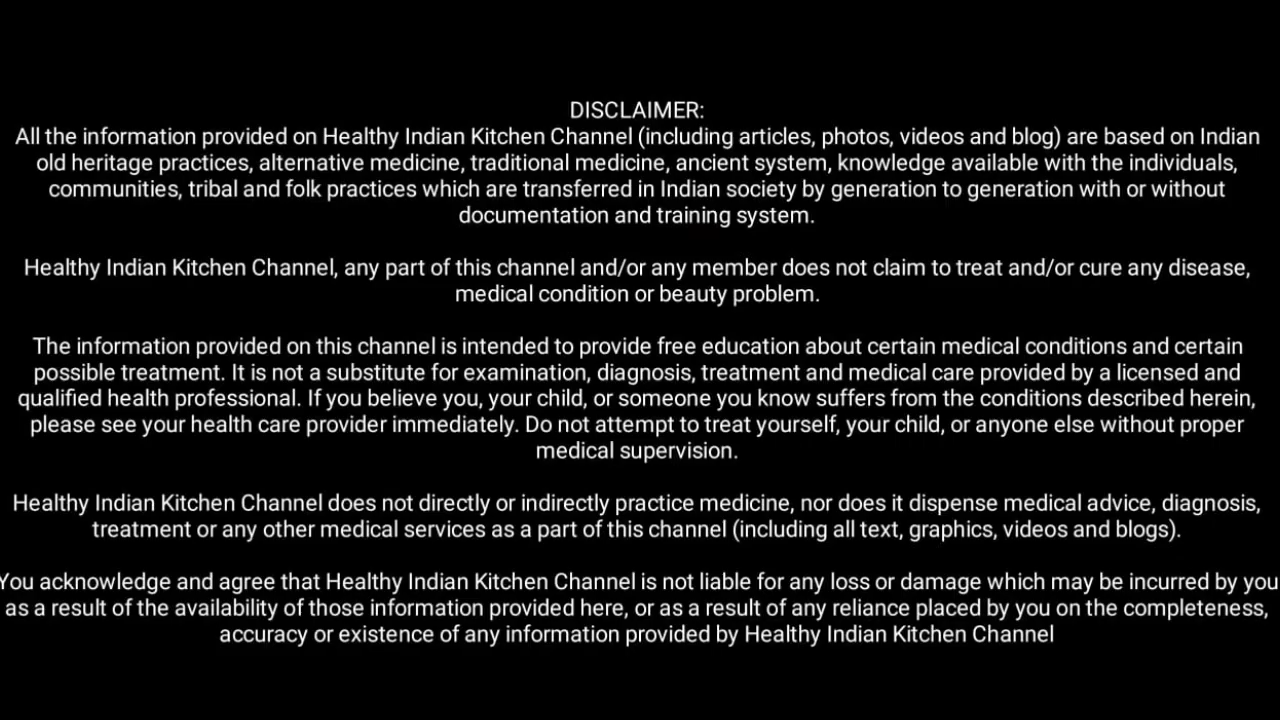 DISCLAIMER:
All the information provided on Healthy Indian Kitchen Channel (including articles, photos, videos and blog) are based on Indian
old heritage practices, alternative medicine, traditional medicine, ancient system, knowledge available with the individuals,
communities, tribal and folk practices which are transferred in Indian society by generation to generation with or without
documentation and training system.
Healthy Indian Kitchen Channel, any part of this channel and/or any member does not claim to treat and/or cure any disease,
medical condition or beauty problem.
The information provided on this channel is intended to provide free education about certain medical conditions and certain
possible treatment. It is not a substitute for examination, diagnosis, treatment and medical care provided by a licensed and
qualified health professional. If you believe you, your child, or someone you know suffers from the conditions described herein,
please see your health care provider immediately. Do not attempt to treat yourself, your child, or anyone else without proper
medical supervision.
Healthy Indian Kitchen Channel does not directly or indirectly practice medicine, nor does it dispense medical advice, diagnosis,
treatment or any other medical services as a part of this channel (including all text, graphics, videos and blogs).
You acknowledge and agree that Healthy Indian Kitchen Channel is not liable for any loss or damage which may be incurred by you
as a result of the availability of those information provided here, or as a result of any reliance placed by you on the completeness,
accuracy or existence of any information provided by Healthy Indian Kitchen Channel